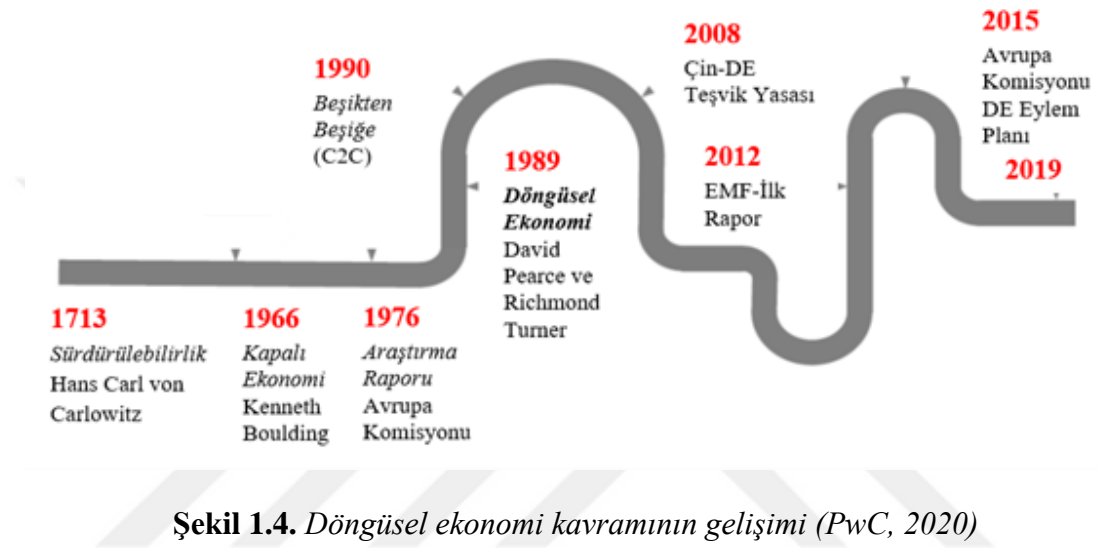 1713
Sürdürülebilirlik
Hans Carl von
Carlowitz
1966
Kapalı
Ekonomi
Kenneth
Boulding
1976
Araştırma
Raporu
Avrupa
Komisyonu
1989
Döngüsel
Ekonomi
David
Pearce ve
Richmond
Turner
1990
Beşikten
Beşiğe
(C2C)
2008
Çin-DE
Teşvik Yasası
2012
EMF-İlk
Rapor
2015
Avrupa
Komisyonu
DE Eylem
Planı
2019
Şekil 1.4. Döngüsel ekonomi kavramının gelişimi (PwC, 2020)